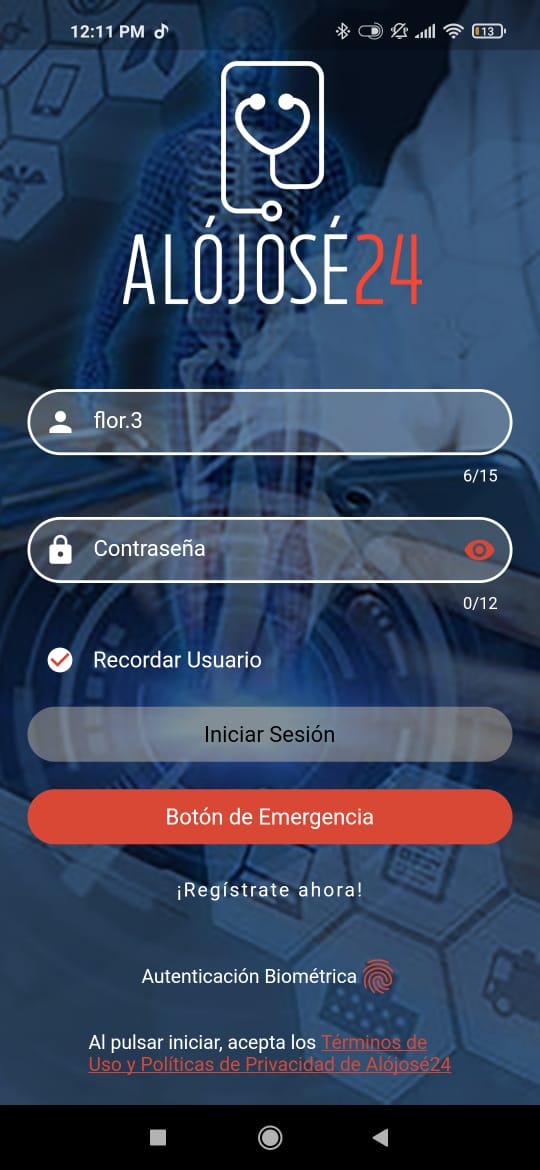 12:11 PM
13
ALÓJOSÉ24
flor.3
6/15
Contraseña
0/12
Recordar Usuario
Iniciar Sesión
Botón de Emergencia
¡Regístrate ahora!
Autenticación Biométrica
Al pulsar iniciar, acepta los Términos de
Uso y Políticas de Privacidad de Alójosé24